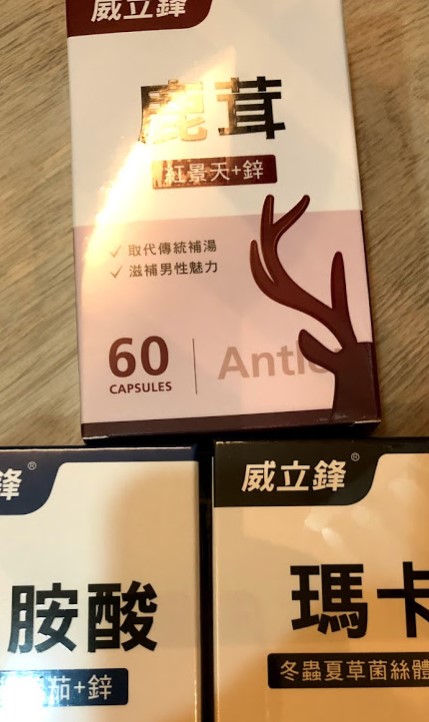 威立鋒
鹿茸
紅景天+鋅
✓ 取代傳統補湯
✓ 滋補男性魅力
60
CAPSULES
Antle
鋒®
胺酸
茄+鋅
威立鋒®
瑪卡
冬蟲夏草菌絲體